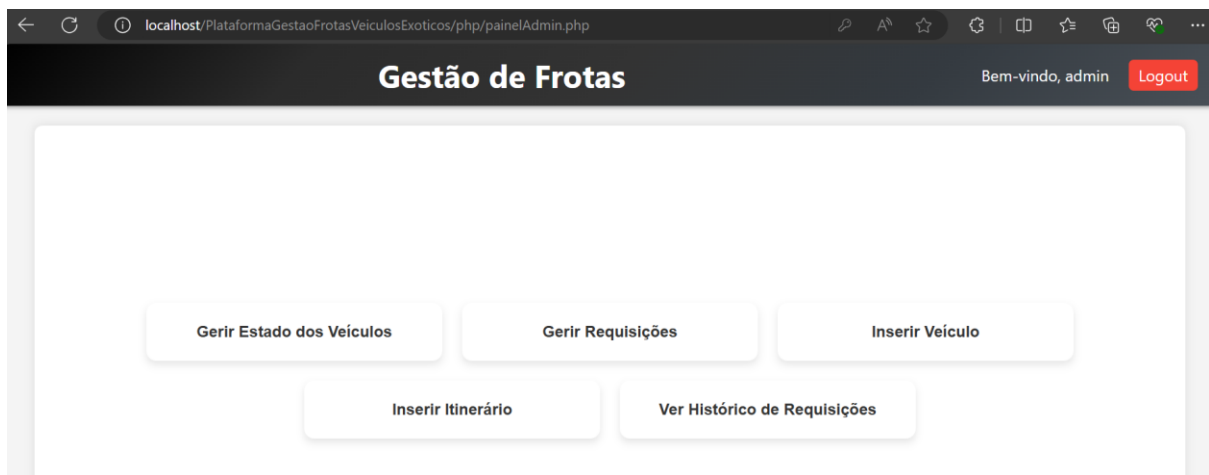 localhost/PlataformaGestaoFrotasVeiculosExoticos/php/painelAdmin.php
Gestão de Frotas
Bem-vindo, admin
Logout
Gerir Estado dos Veículos
Gerir Requisições
Inserir Veículo
Inserir Itinerário
Ver Histórico de Requisições